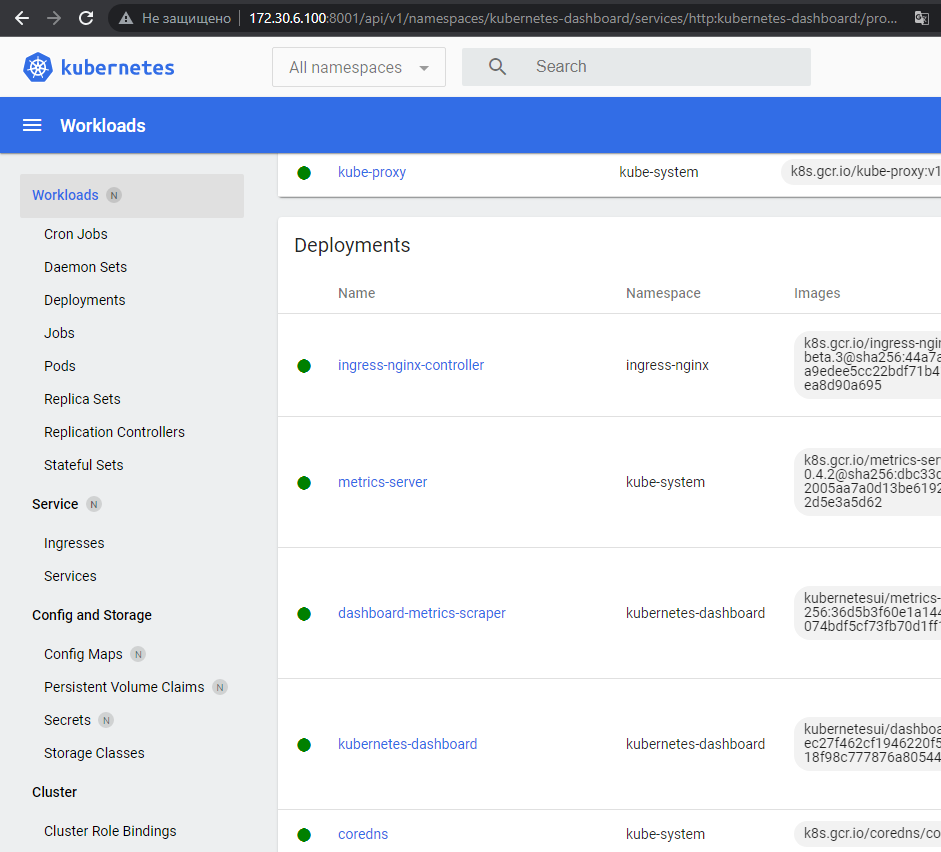 Не защищено 172.30.6.100:8001/api/v1/namespaces/kubernetes-dashboard/services/http:kubernetes-dashboard:/pro...
kubernetes
All namespaces
Search
Workloads
Workloads N
Cron Jobs
Daemon Sets
Deployments
Jobs
Pods
Replica Sets
Replication Controllers
Stateful Sets
Service N
Ingresses
Services
Config and Storage
Config Maps N
Persistent Volume Claims N
Secrets N
Storage Classes
Cluster
Cluster Role Bindings
kube-proxy kube-system k8s.gcr.io/kube-proxy:v1
Deployments
Name Namespace Images
ingress-nginx-controller ingress-nginx
k8s.gcr.io/ingress-ngin
beta.3@sha256:44a7a
a9edee5cc22bdf71b4
ea8d90a695
metrics-server kube-system
k8s.gcr.io/metrics-serv
0.4.2@sha256:dbc33d
2005aa7a0d13be6192
2d5e3a5d62
dashboard-metrics-scraper kubernetes-dashboard
kubernetesui/metrics-
256:36d5b3f60e1a144
074bdf5cf73fb70d1ff1
kubernetes-dashboard kubernetes-dashboard
kubernetesui/dashboa
ec27f462cf1946220f5
18f98c777876a80544
coredns kube-system k8s.gcr.io/coredns/co